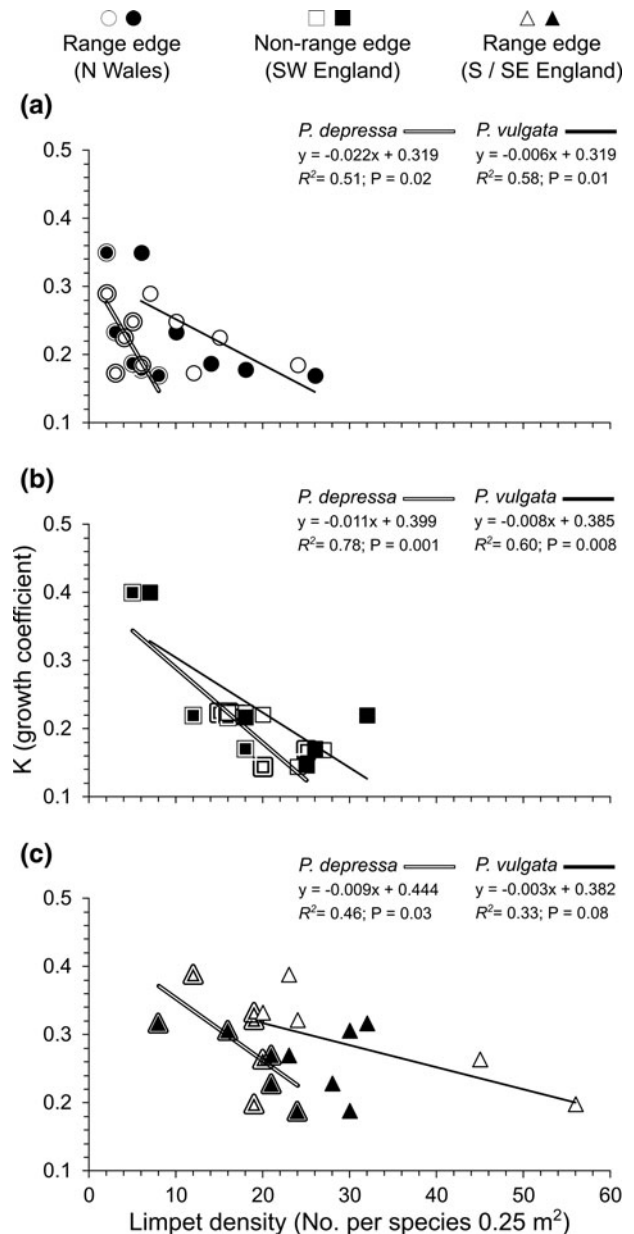 Range edge Non-range edge Range edge
(N Wales) (SW England) (S / SE England)
(a)
P. depressa P. vulgata
y = -0.022x + 0.319 y = -0.006x + 0.319
R²= 0.51; P = 0.02 R²= 0.58; P = 0.01
0.5
0.4
0.3
0.2
0.1
(b)
P. depressa P. vulgata
y = -0.011x + 0.399 y = -0.008x + 0.385
R²= 0.78; P = 0.001 R²= 0.60; P = 0.008
0.5
0.4
0.3
0.2
0.1
K (growth coefficient)
(c)
P. depressa P. vulgata
y = -0.009x + 0.444 y = -0.003x + 0.382
R²= 0.46; P = 0.03 R²= 0.33; P = 0.08
0.5
0.4
0.3
0.2
0.1
0 10 20 30 40 50 60
Limpet density (No. per species 0.25 m²)